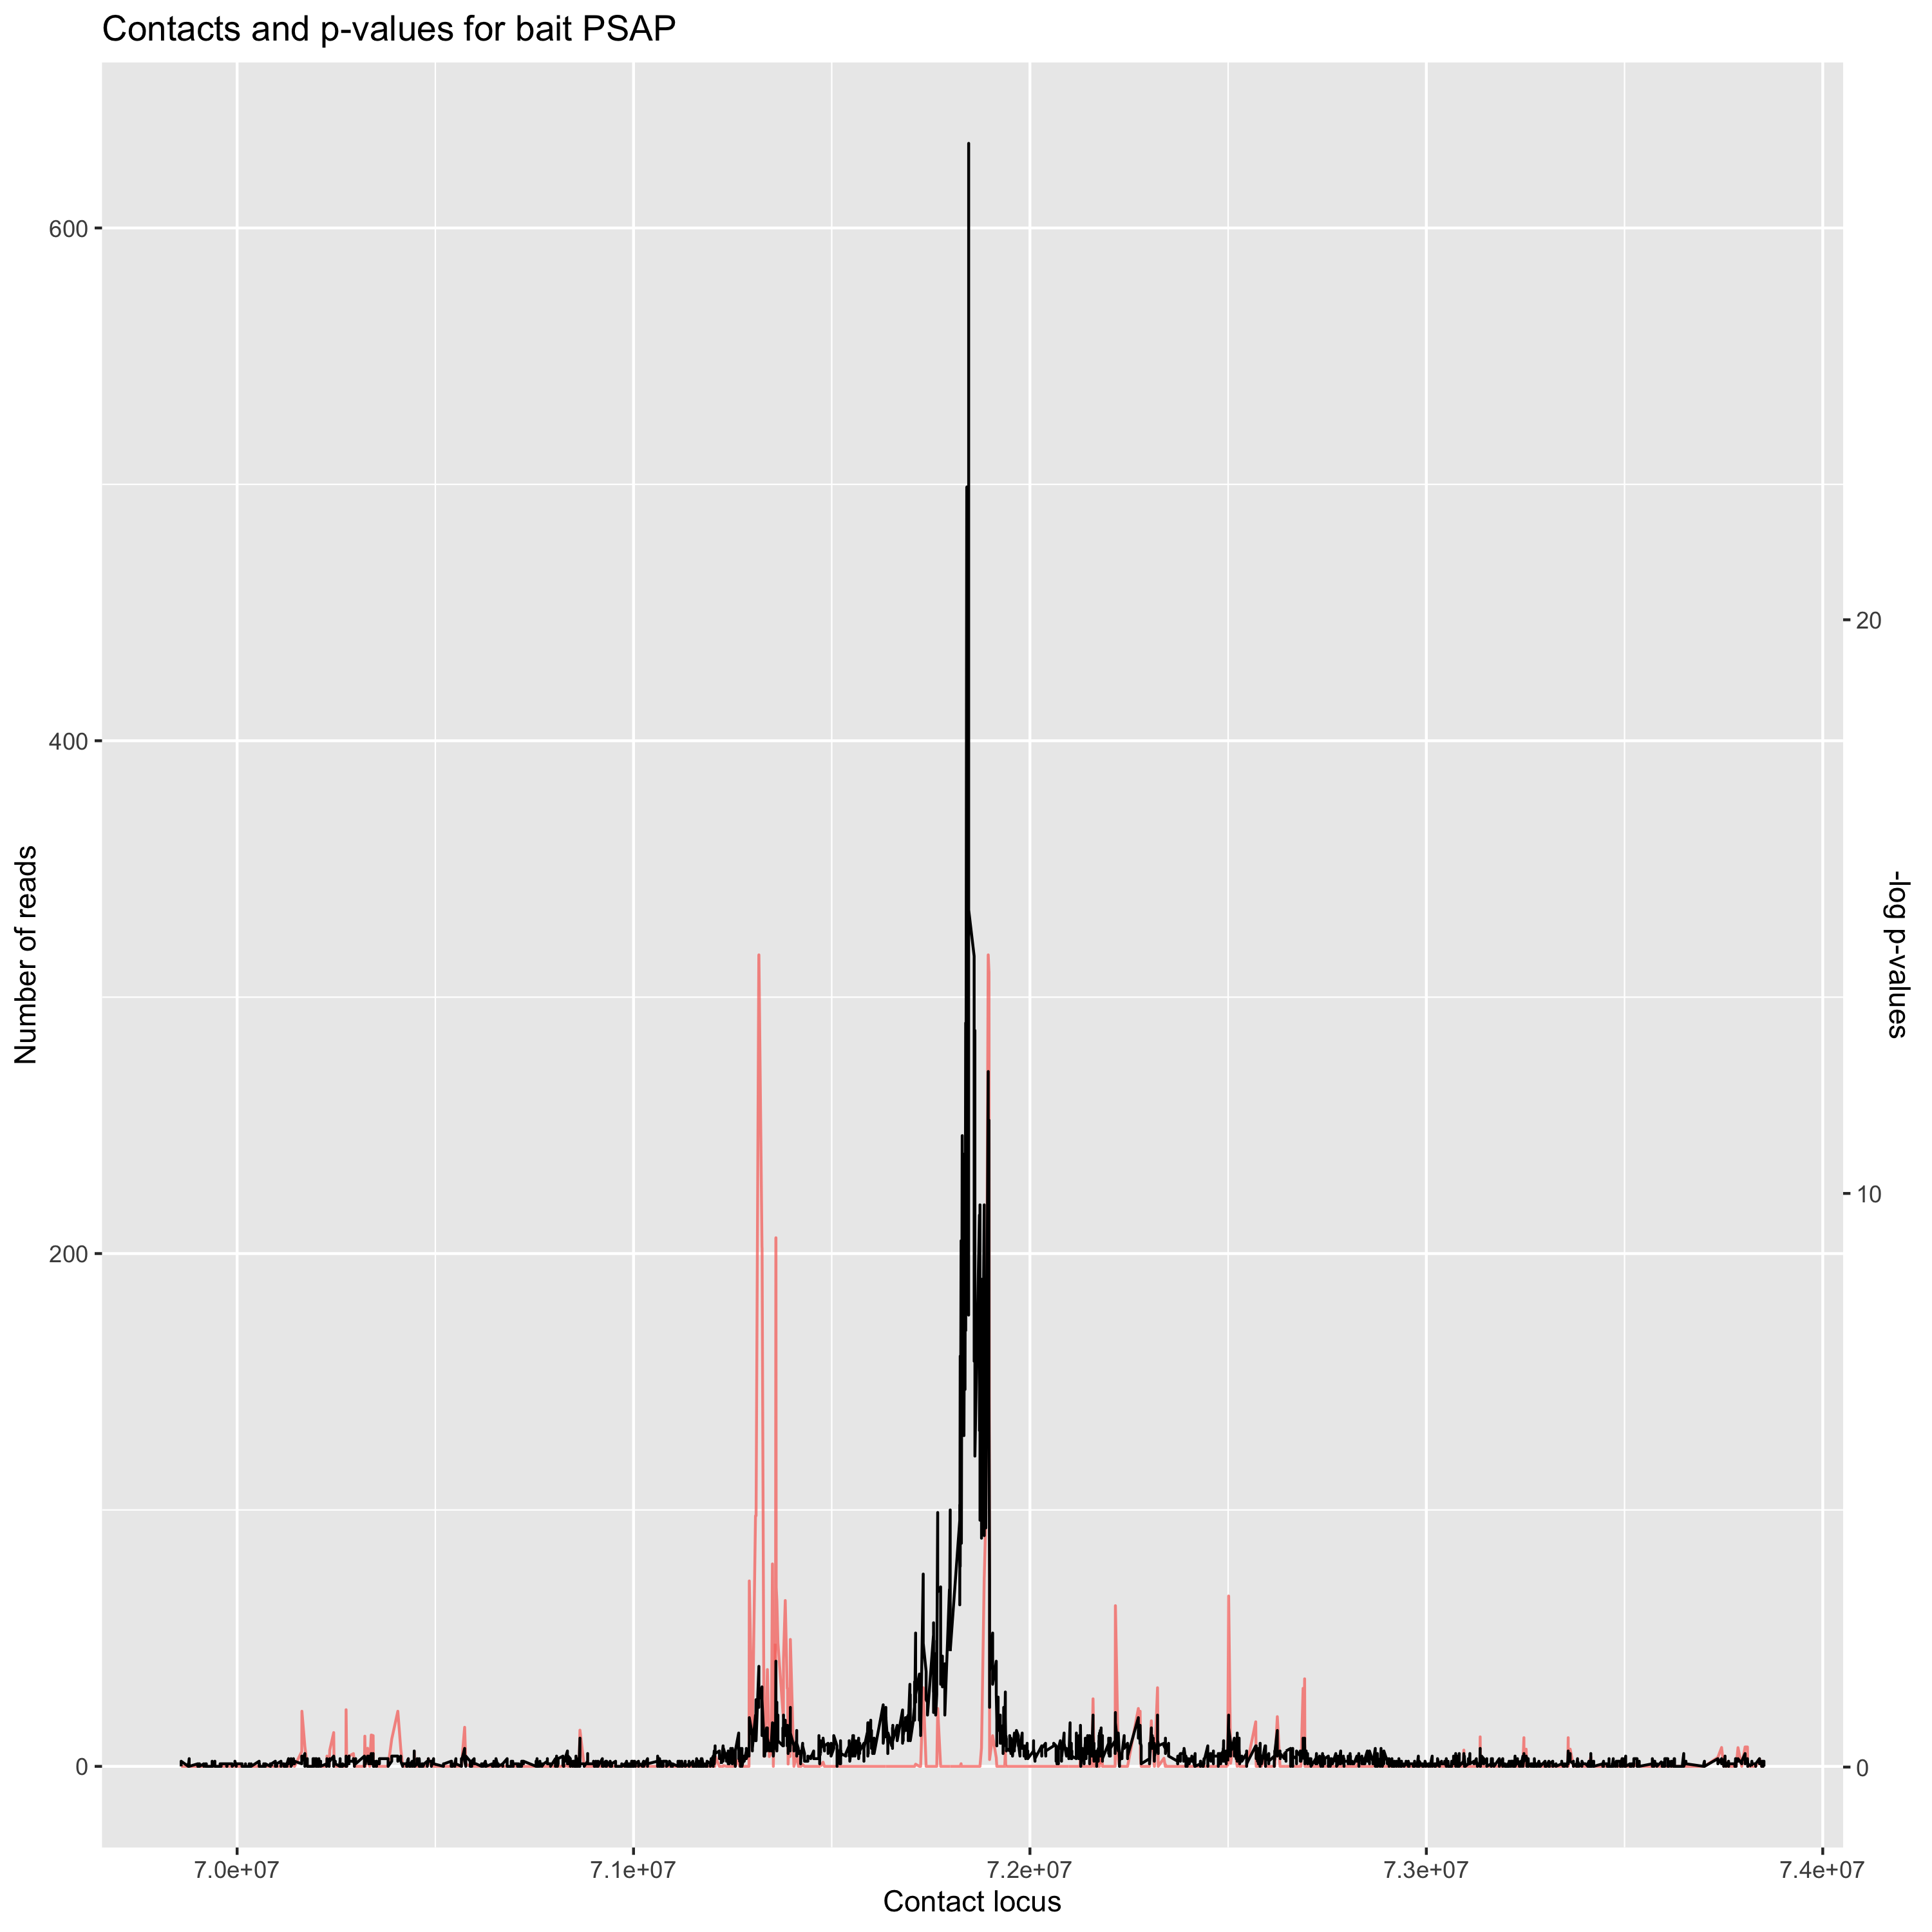 Contacts and p-values for bait PSAP
600
400
200
0
Number of reads
20
10
0
-log p-values
7.0e+07
7.1e+07
7.2e+07
7.3e+07
7.4e+07
Contact locus